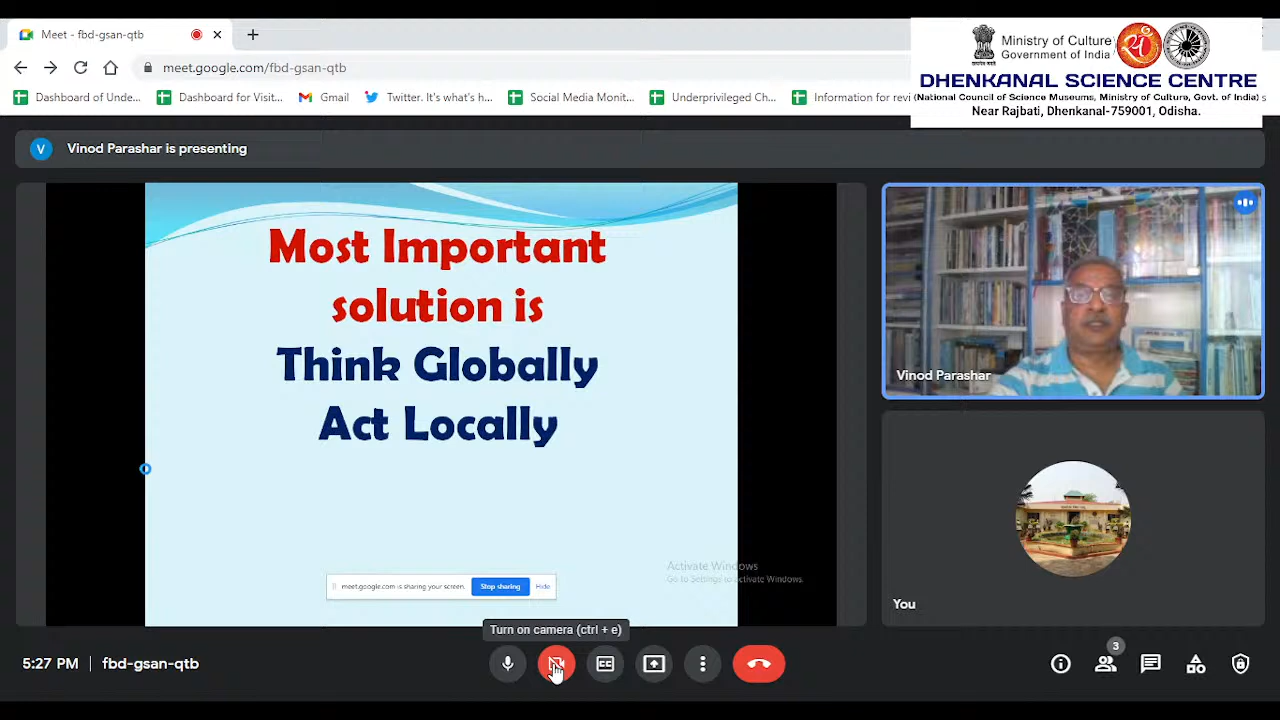 Meet - fbd-gsan-qtb
meet.google.com/fbd-gsan-qtb
Dashboard of Unde...
Dashboard for Visit...
Gmail
Twitter. It's what's h...
Social Media Monit...
Underprivileged Ch...
Information for revi
Ministry of Culture
Government of India
DHENKANAL SCIENCE CENTRE
(National Council of Science Museums, Ministry of Culture, Govt. of India)
Near Rajbati, Dhenkanal-759001, Odisha.
V
Vinod Parashar is presenting
Most Important
solution is
Think Globally
Act Locally
meet.google.com is sharing your screen.
Stop sharing
Hide
Activate Windows
Go to Settings to activate Windows.
Vinod Parashar
You
Turn on camera (ctrl + e)
5:27 PM
fbd-gsan-qtb
CC
3